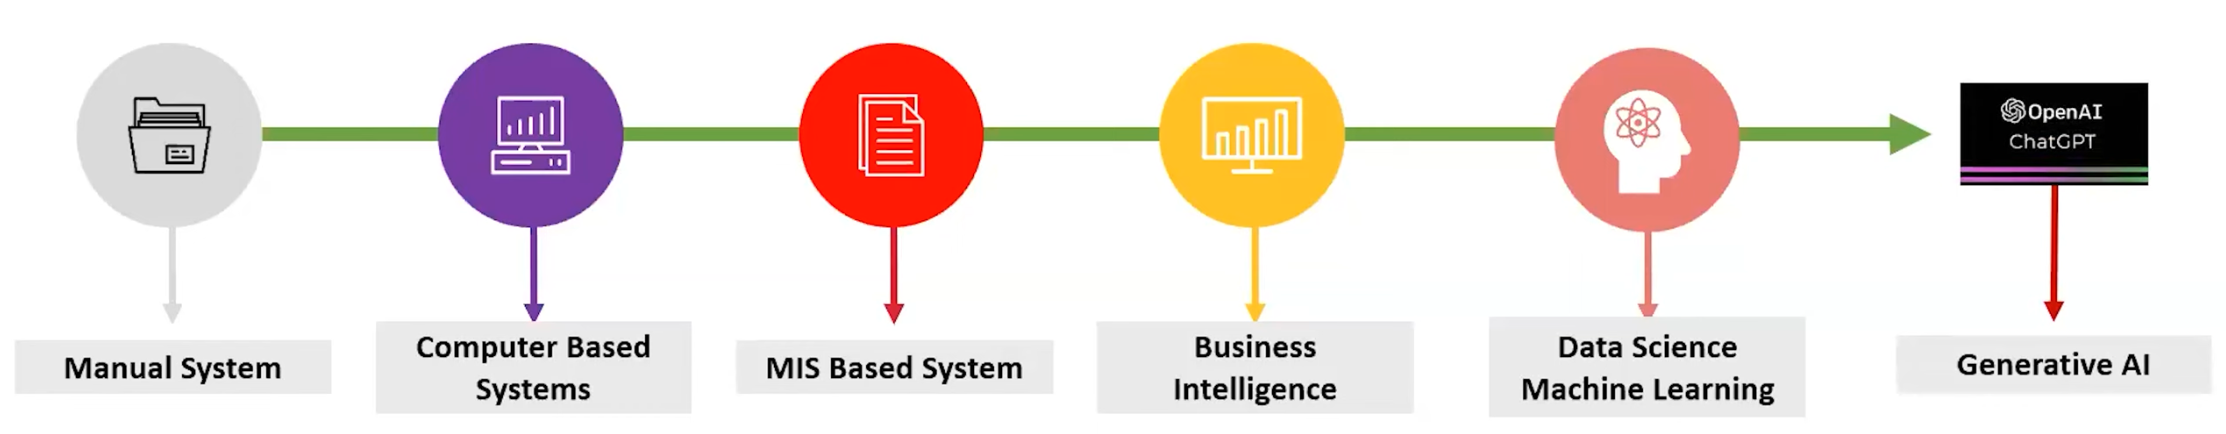 OpenAI
ChatGPT
Manual System
Computer Based
Systems
MIS Based System
Business
Intelligence
Data Science
Machine Learning
Generative AI